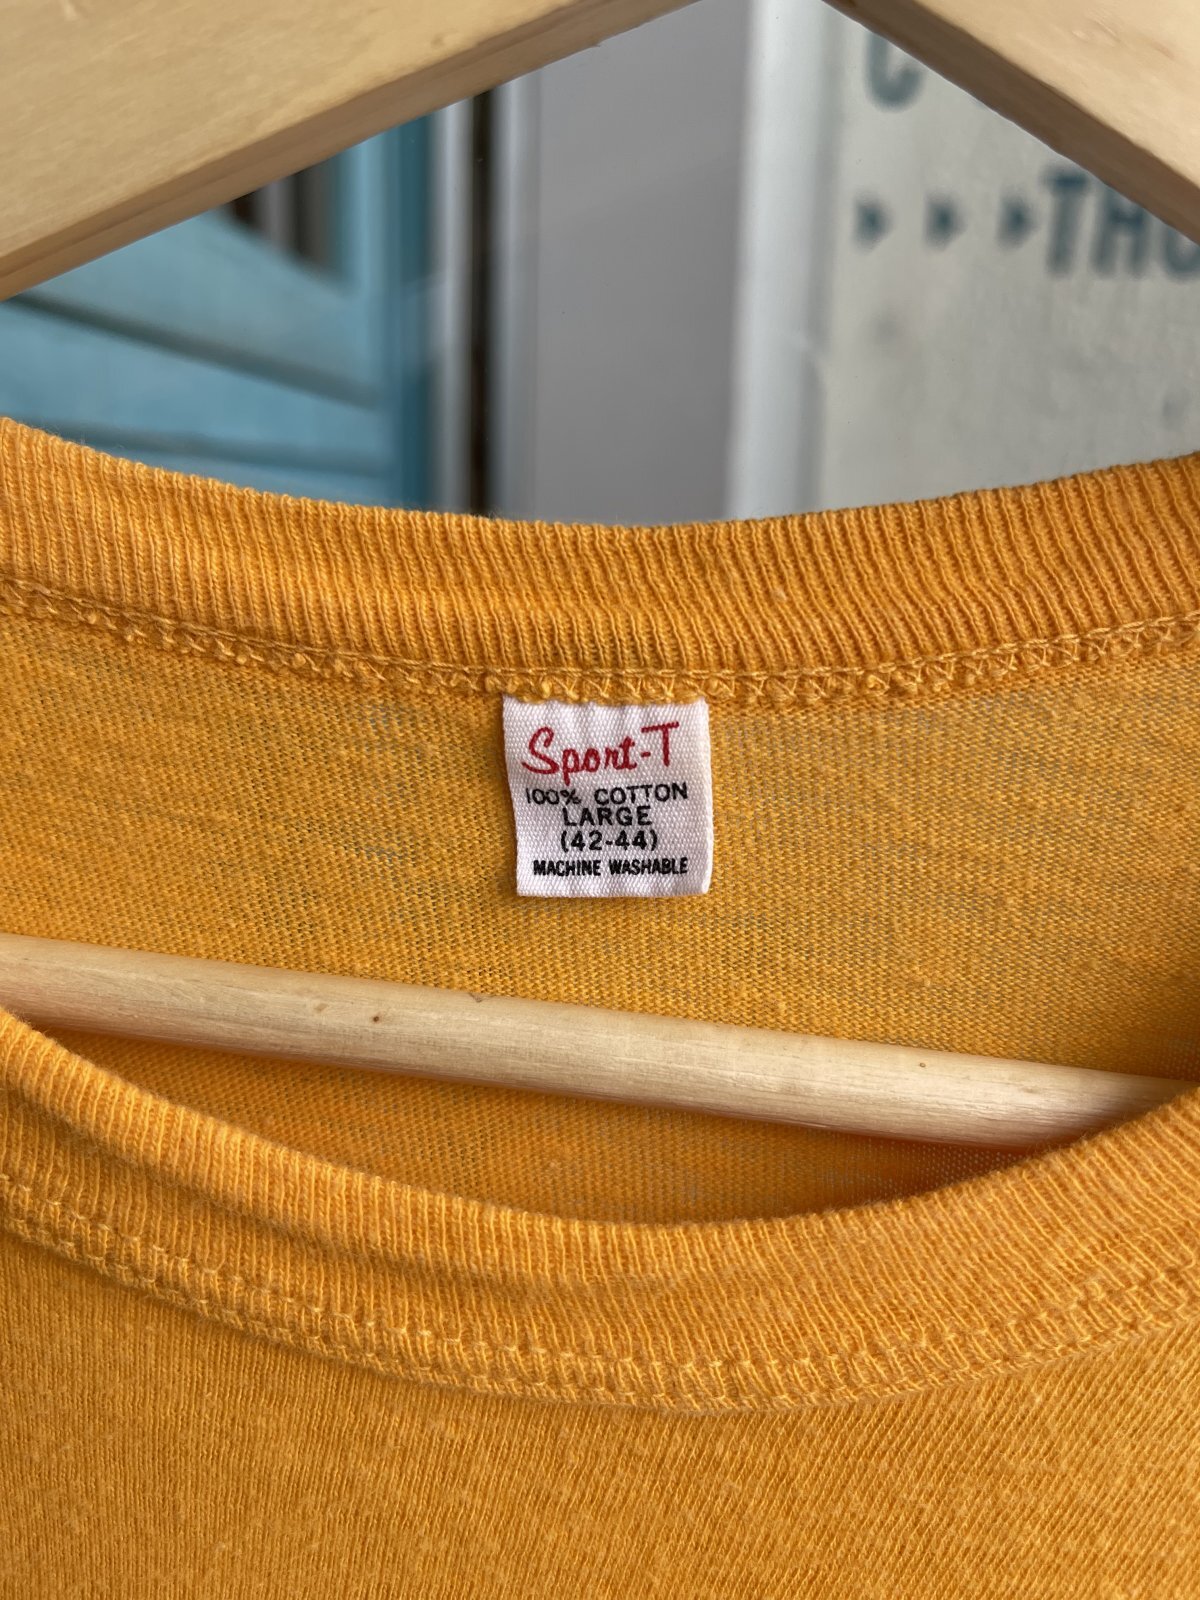 Sport-T
100% COTTON
LARGE
(42-44)
MACHINE WASHABLE